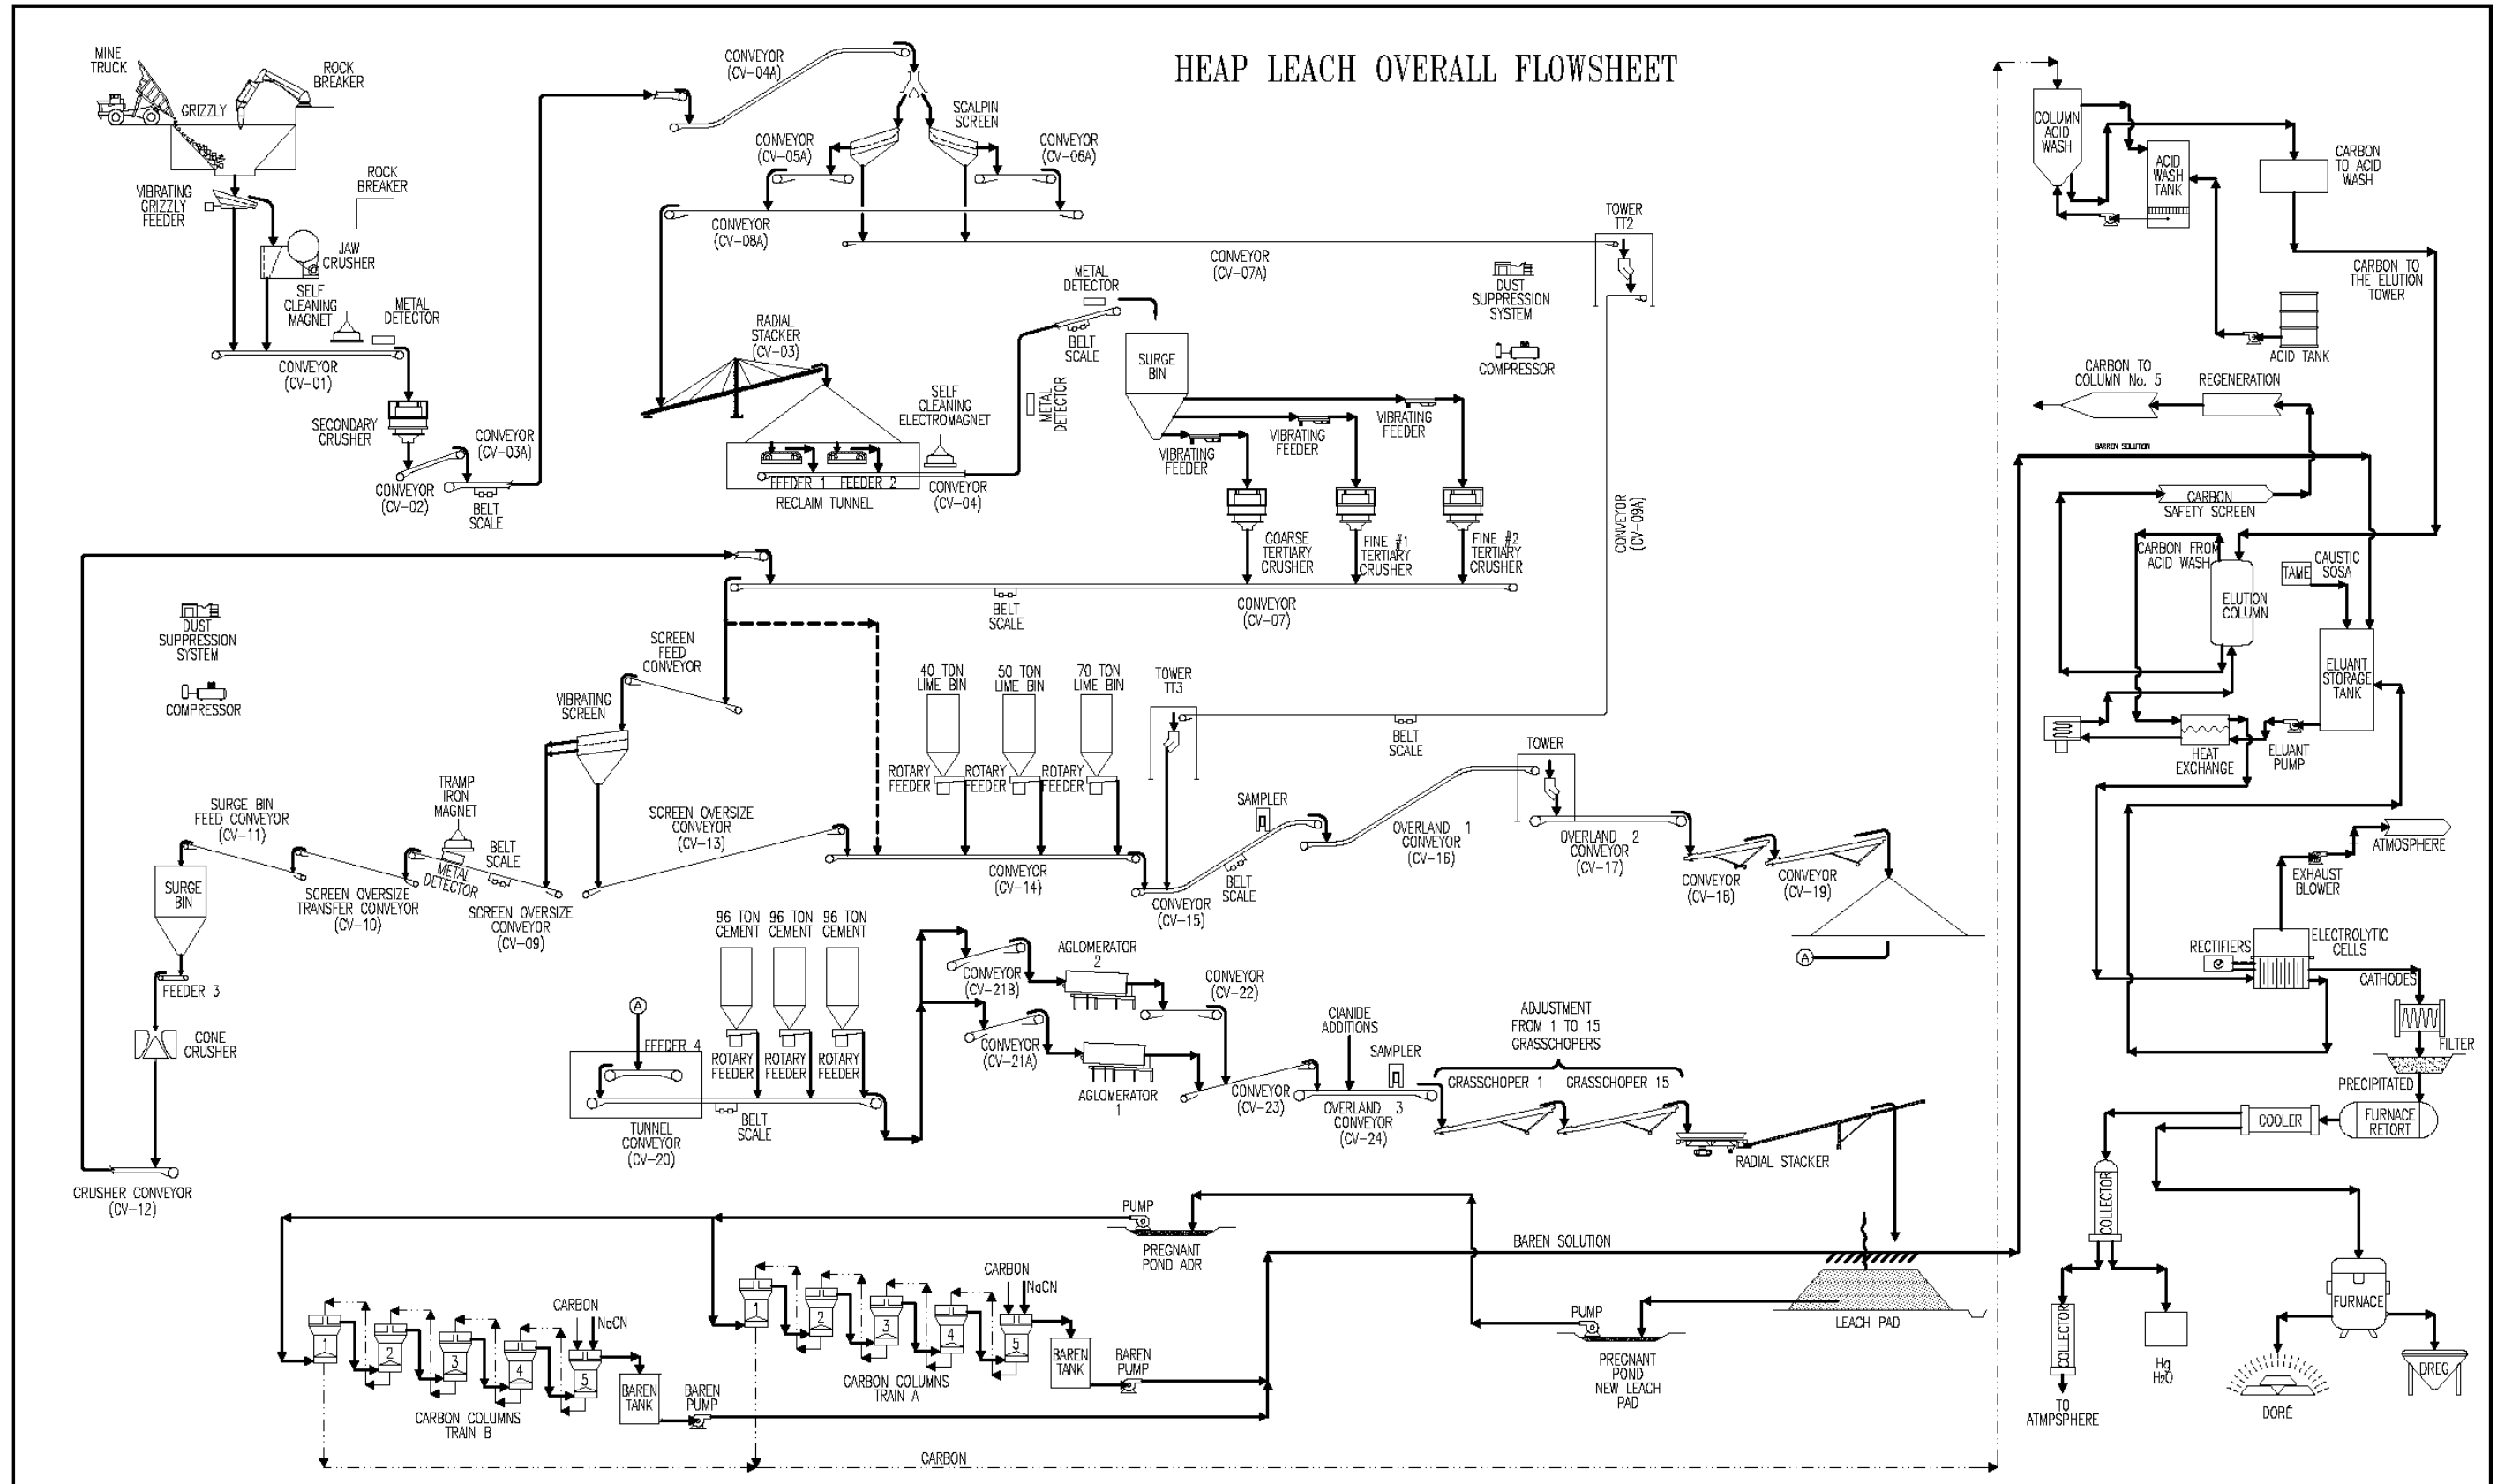 HEAP LEACH OVERALL FLOWSHEET
MINE
TRUCK
ROCK
BREAKER
GRIZZLY
ROCK
BREAKER
VIBRATING
GRIZZLY
FEEDER
JAW
CRUSHER
SELF
CLEANING
MAGNET
METAL
DETECTOR
CONVEYOR
(CV-01)
SECONDARY
CRUSHER
CONVEYOR
(CV-02)
CONVEYOR
(CV-03A)
BELT
SCALE
CONVEYOR
(CV-04A)
SCALPIN
SCREEN
CONVEYOR
(CV-05A)
CONVEYOR
(CV-06A)
CONVEYOR
(CV-08A)
CONVEYOR
(CV-07A)
TOWER
TT2
RADIAL
STACKER
(CV-03)
FEEDER 1
FEEDER 2
RECLAIM TUNNEL
SELF
CLEANING
ELECTROMAGNET
CONVEYOR
(CV-04)
METAL
DETECTOR
METAL
DETECTOR
BELT
SCALE
SURGE
BIN
VIBRATING
FEEDER
VIBRATING
FEEDER
VIBRATING
FEEDER
DUST
SUPPRESSION
SYSTEM
COMPRESSOR
COARSE
TERTIARY
CRUSHER
FINE #1
TERTIARY
CRUSHER
FINE #2
TERTIARY
CRUSHER
CONVEYOR
(CV-09A)
BELT
SCALE
CONVEYOR
(CV-07)
DUST
SUPPRESSION
SYSTEM
COMPRESSOR
SCREEN
FEED
CONVEYOR
VIBRATING
SCREEN
40 TON
LIME BIN
50 TON
LIME BIN
70 TON
LIME BIN
ROTARY
FEEDER
ROTARY
FEEDER
ROTARY
FEEDER
TOWER
TT3
BELT
SCALE
TOWER
SURGE BIN
FEED CONVEYOR
(CV-11)
TRAMP
IRON
MAGNET
METAL
DETECTOR
BELT
SCALE
SCREEN OVERSIZE
TRANSFER CONVEYOR
(CV-10)
SCREEN OVERSIZE
CONVEYOR
(CV-09)
SCREEN OVERSIZE
CONVEYOR
(CV-13)
CONVEYOR
(CV-14)
CONVEYOR
(CV-15)
SAMPLER
BELT
SCALE
OVERLAND 1
CONVEYOR
(CV-16)
OVERLAND 2
CONVEYOR
(CV-17)
CONVEYOR
(CV-18)
CONVEYOR
(CV-19)
A
SURGE
BIN
FEEDER 3
CONE
CRUSHER
CRUSHER CONVEYOR
(CV-12)
A
FEEDER 4
TUNNEL
CONVEYOR
(CV-20)
96 TON
CEMENT
96 TON
CEMENT
96 TON
CEMENT
ROTARY
FEEDER
ROTARY
FEEDER
ROTARY
FEEDER
BELT
SCALE
CONVEYOR
(CV-21B)
AGLOMERATOR
2
CONVEYOR
(CV-21A)
AGLOMERATOR
1
CONVEYOR
(CV-22)
CONVEYOR
(CV-23)
CIANIDE
ADDITIONS
SAMPLER
OVERLAND 3
CONVEYOR
(CV-24)
ADJUSTMENT
FROM 1 TO 15
GRASSCHOPERS
GRASSCHOPER 1
GRASSCHOPER 15
RADIAL STACKER
PUMP
PREGNANT
POND ADR
BAREN SOLUTION
LEACH PAD
PUMP
PREGNANT
POND
NEW LEACH
PAD
CARBON
NaCN
1
2
3
4
5
CARBON COLUMNS
TRAIN A
BAREN
TANK
BAREN
PUMP
CARBON
NaCN
1
2
3
4
5
CARBON COLUMNS
TRAIN B
BAREN
TANK
BAREN
PUMP
CARBON
COLUMN
ACID
WASH
ACID
WASH
TANK
CARBON
TO ACID
WASH
CARBON TO
THE ELUTION
TOWER
ACID TANK
CARBON TO
COLUMN No. 5
REGENERATION
BARREN SOLUTION
CARBON
SAFETY SCREEN
CARBON FROM
ACID WASH
ELUTION
COLUMN
TAME
CAUSTIC
SOSA
ELUANT
STORAGE
TANK
HEAT
EXCHANGE
ELUANT
PUMP
ATMOSPHERE
EXHAUST
BLOWER
RECTIFIERS
ELECTROLYTIC
CELLS
CATHODES
FILTER
PRECIPITATED
FURNACE
RETORT
COOLER
COLLECTOR
COLLECTOR
Hg
H2O
TO
ATMPSPHERE
FURNACE
DORÉ
DREG